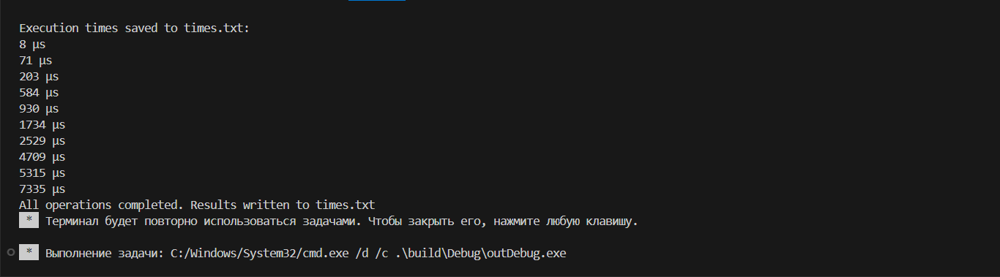 Execution times saved to times.txt:
8 µs
71 µs
203 µs
584 µs
930 µs
1734 µs
2529 µs
4709 µs
5315 µs
7335 µs
All operations completed. Results written to times.txt
* Терминал будет повторно использоваться задачами. Чтобы закрыть его, нажмите любую клавишу.
* Выполнение задачи: C:/Windows/System32/cmd.exe /d /c .\build\Debug\outDebug.exe